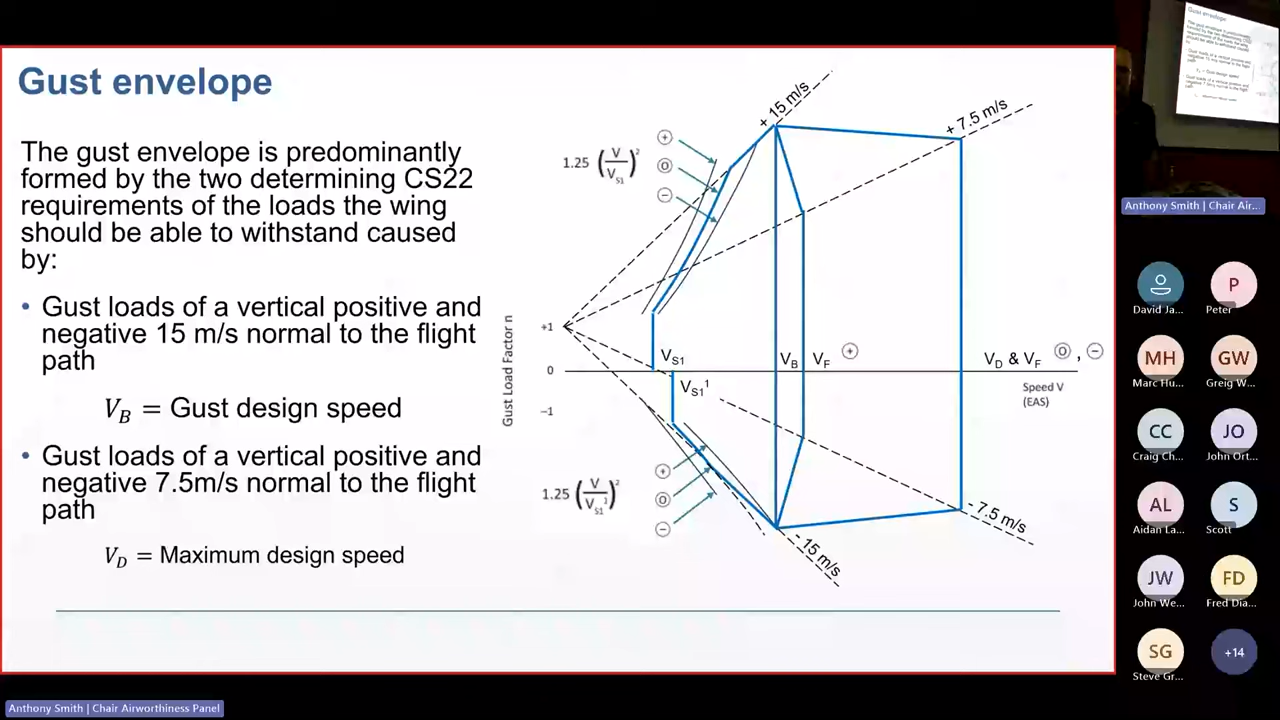 Gust envelope
The gust envelope is predominantly
formed by the two determining CS22
requirements of the loads the wing
should be able to withstand caused
by:
• Gust loads of a vertical positive and
negative 15 m/s normal to the flight
path
V_B = Gust design speed
• Gust loads of a vertical positive and
negative 7.5m/s normal to the flight
path
V_D = Maximum design speed
+ 15 m/s
+ 7.5 m/s
1.25 (V/V_S1)²
+
O
−
Gust Load Factor n
+1
0
−1
V_S1
V_S1¹
V_B
V_F +
V_D & V_F O , −
Speed V
(EAS)
1.25 (V/V_S1¹)²
+
O
−
- 7.5 m/s
- 15 m/s
Gust envelope
Anthony Smith | Chair Air...
David Ja...
P
Peter
MH
Marc Hu...
GW
Greig W...
CC
Craig Ch...
JO
John Ort...
AL
Aidan La...
S
Scott
JW
John We...
FD
Fred Dia...
SG
Steve Gr...
+14
Anthony Smith | Chair Airworthiness Panel